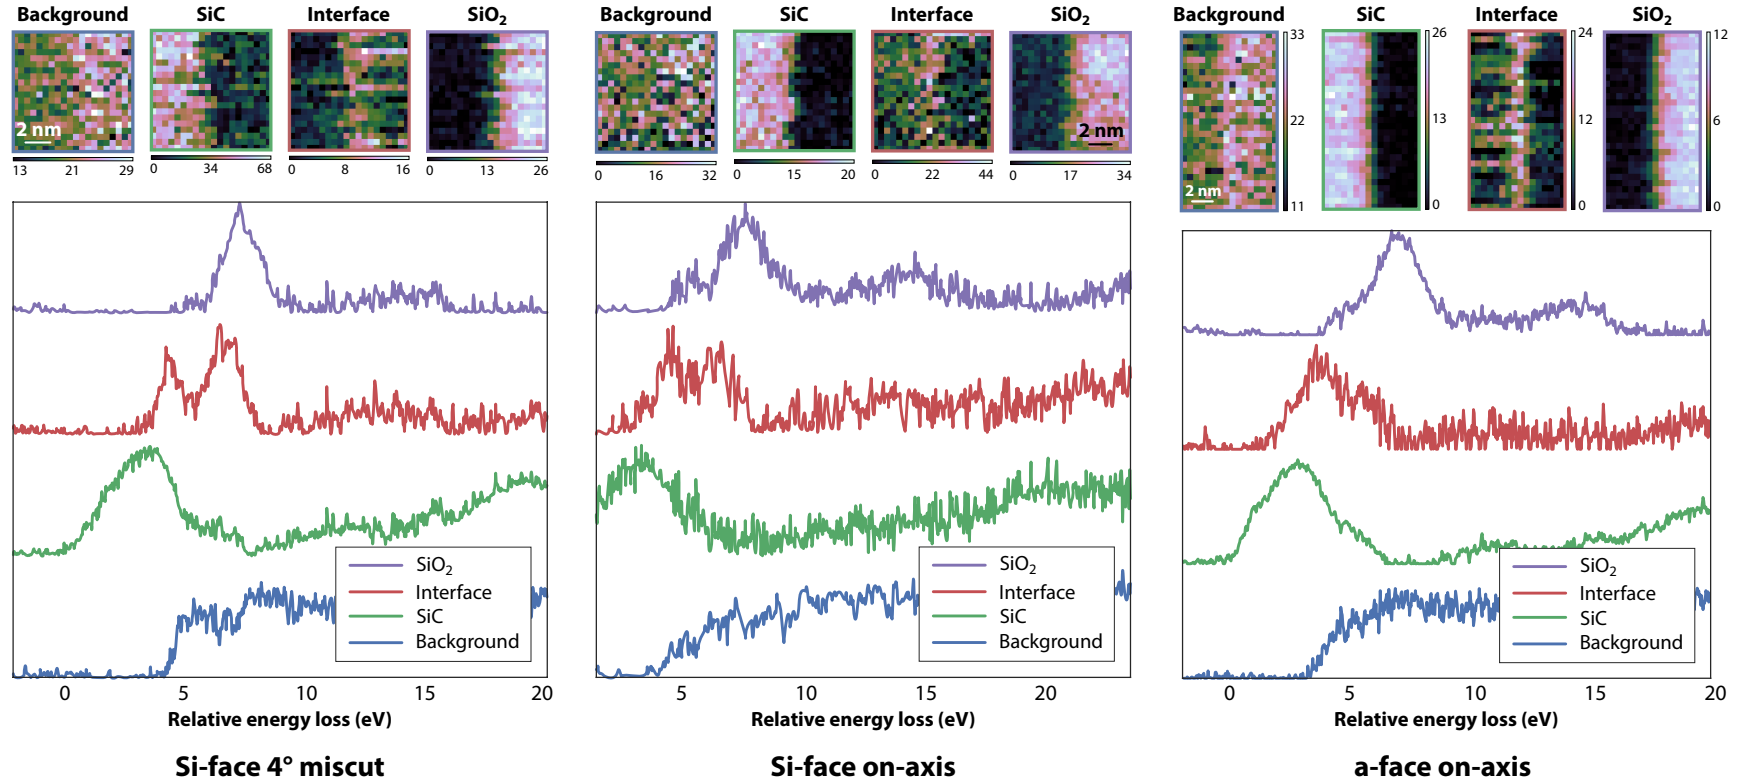 Background SiC Interface SiO₂
2 nm
13 21 29 0 34 68 0 8 16 0 13 26
SiO₂
Interface
SiC
Background
0 5 10 15 20
Relative energy loss (eV)
Si-face 4° miscut
Background SiC Interface SiO₂
2 nm
0 16 32 0 15 20 0 22 44 0 17 34
SiO₂
Interface
SiC
Background
5 10 15 20
Relative energy loss (eV)
Si-face on-axis
Background SiC Interface SiO₂
33 26 24 12
22 13 12 6
2 nm
11 0 0 0
SiO₂
Interface
SiC
Background
0 5 10 15 20
Relative energy loss (eV)
a-face on-axis